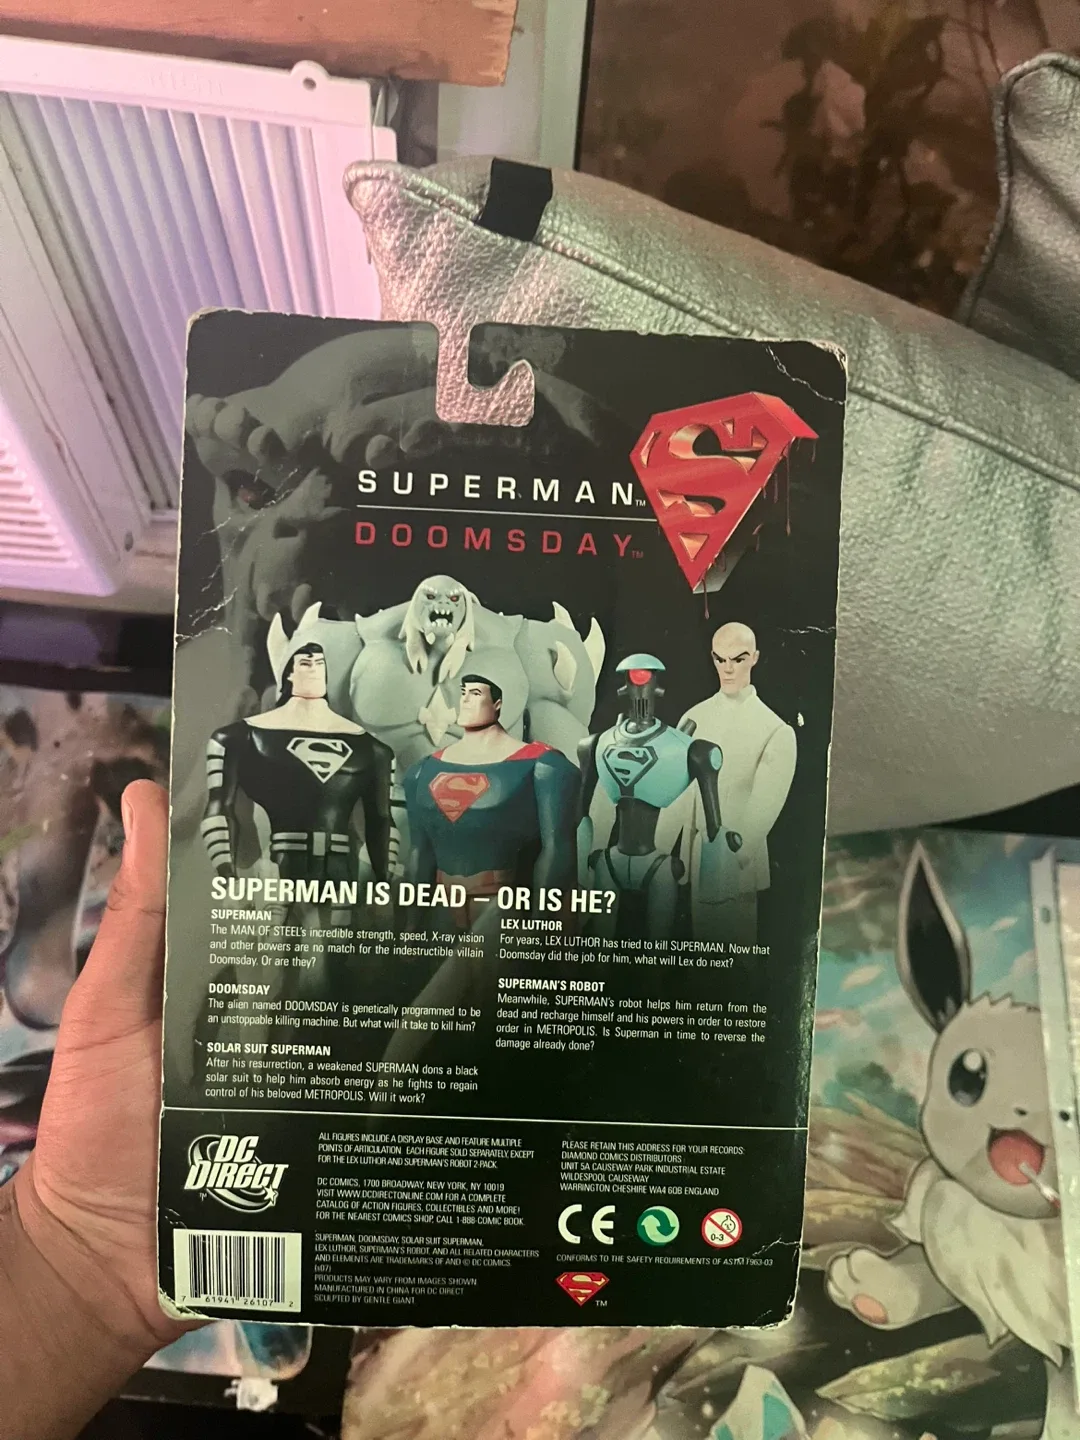 SUPERMAN™
DOOMSDAY™
SUPERMAN IS DEAD – OR IS HE?
SUPERMAN
The MAN OF STEEL's incredible strength, speed, X-ray vision
and other powers are no match for the indestructible villain
Doomsday. Or are they?
DOOMSDAY
The alien named DOOMSDAY is genetically programmed to be
an unstoppable killing machine. But what will it take to kill him?
SOLAR SUIT SUPERMAN
After his resurrection, a weakened SUPERMAN dons a black
solar suit to help him absorb energy as he fights to regain
control of his beloved METROPOLIS. Will it work?
LEX LUTHOR
For years, LEX LUTHOR has tried to kill SUPERMAN. Now that
Doomsday did the job for him, what will Lex do next?
SUPERMAN'S ROBOT
Meanwhile, SUPERMAN's robot helps him return from the
dead and recharge himself and his powers in order to restore
order in METROPOLIS. Is Superman in time to reverse the
damage already done?
DC
DIRECT
™
ALL FIGURES INCLUDE A DISPLAY BASE AND FEATURE MULTIPLE
POINTS OF ARTICULATION. EACH FIGURE SOLD SEPARATELY, EXCEPT
FOR THE LEX LUTHOR AND SUPERMAN'S ROBOT 2-PACK.
DC COMICS, 1700 BROADWAY, NEW YORK, NY 10019
VISIT WWW.DCDIRECTONLINE.COM FOR A COMPLETE
CATALOG OF ACTION FIGURES, COLLECTIBLES AND MORE!
FOR THE NEAREST COMICS SHOP, CALL 1-888-COMIC BOOK.
SUPERMAN, DOOMSDAY, SOLAR SUIT SUPERMAN,
LEX LUTHOR, SUPERMAN'S ROBOT, AND ALL RELATED CHARACTERS
AND ELEMENTS ARE TRADEMARKS OF AND © DC COMICS.
(s07)
PRODUCTS MAY VARY FROM IMAGES SHOWN
MANUFACTURED IN CHINA FOR DC DIRECT
SCULPTED BY GENTLE GIANT
7 61941 26107 2
PLEASE RETAIN THIS ADDRESS FOR YOUR RECORDS:
DIAMOND COMICS DISTRIBUTORS
UNIT 5A CAUSEWAY PARK INDUSTRIAL ESTATE
WILDESPOOL CAUSEWAY
WARRINGTON CHESHIRE WA4 6QB ENGLAND
CE
0-3
CONFORMS TO THE SAFETY REQUIREMENTS OF ASTM F963-03
TM